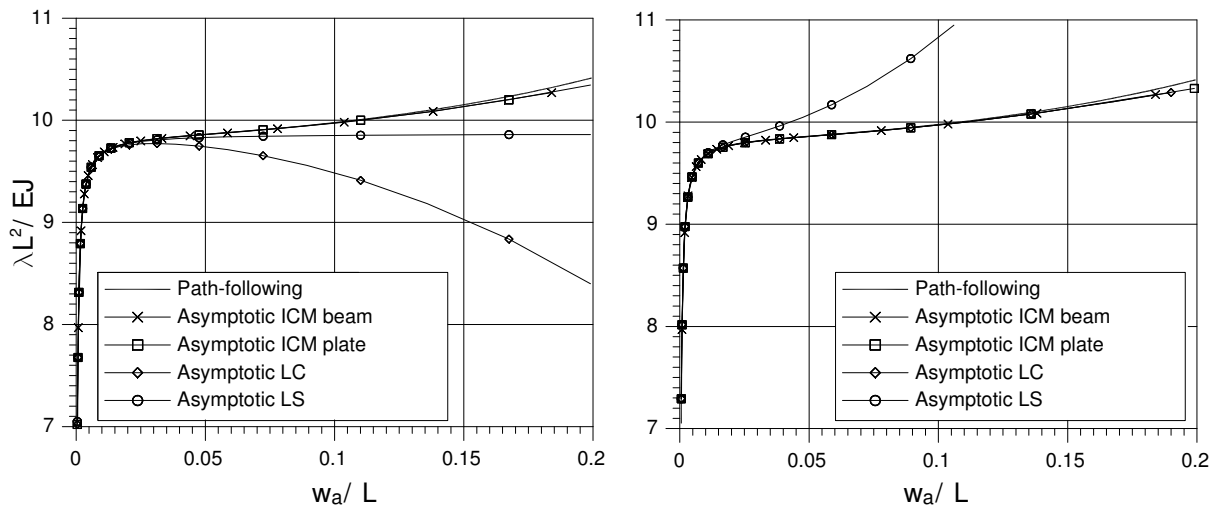 11
10
9
8
7
λL²/ EJ
Path-following
Asymptotic ICM beam
Asymptotic ICM plate
Asymptotic LC
Asymptotic LS
0 0.05 0.1 0.15 0.2
wₐ/ L
11
10
9
8
7
Path-following
Asymptotic ICM beam
Asymptotic ICM plate
Asymptotic LC
Asymptotic LS
0 0.05 0.1 0.15 0.2
wₐ/ L